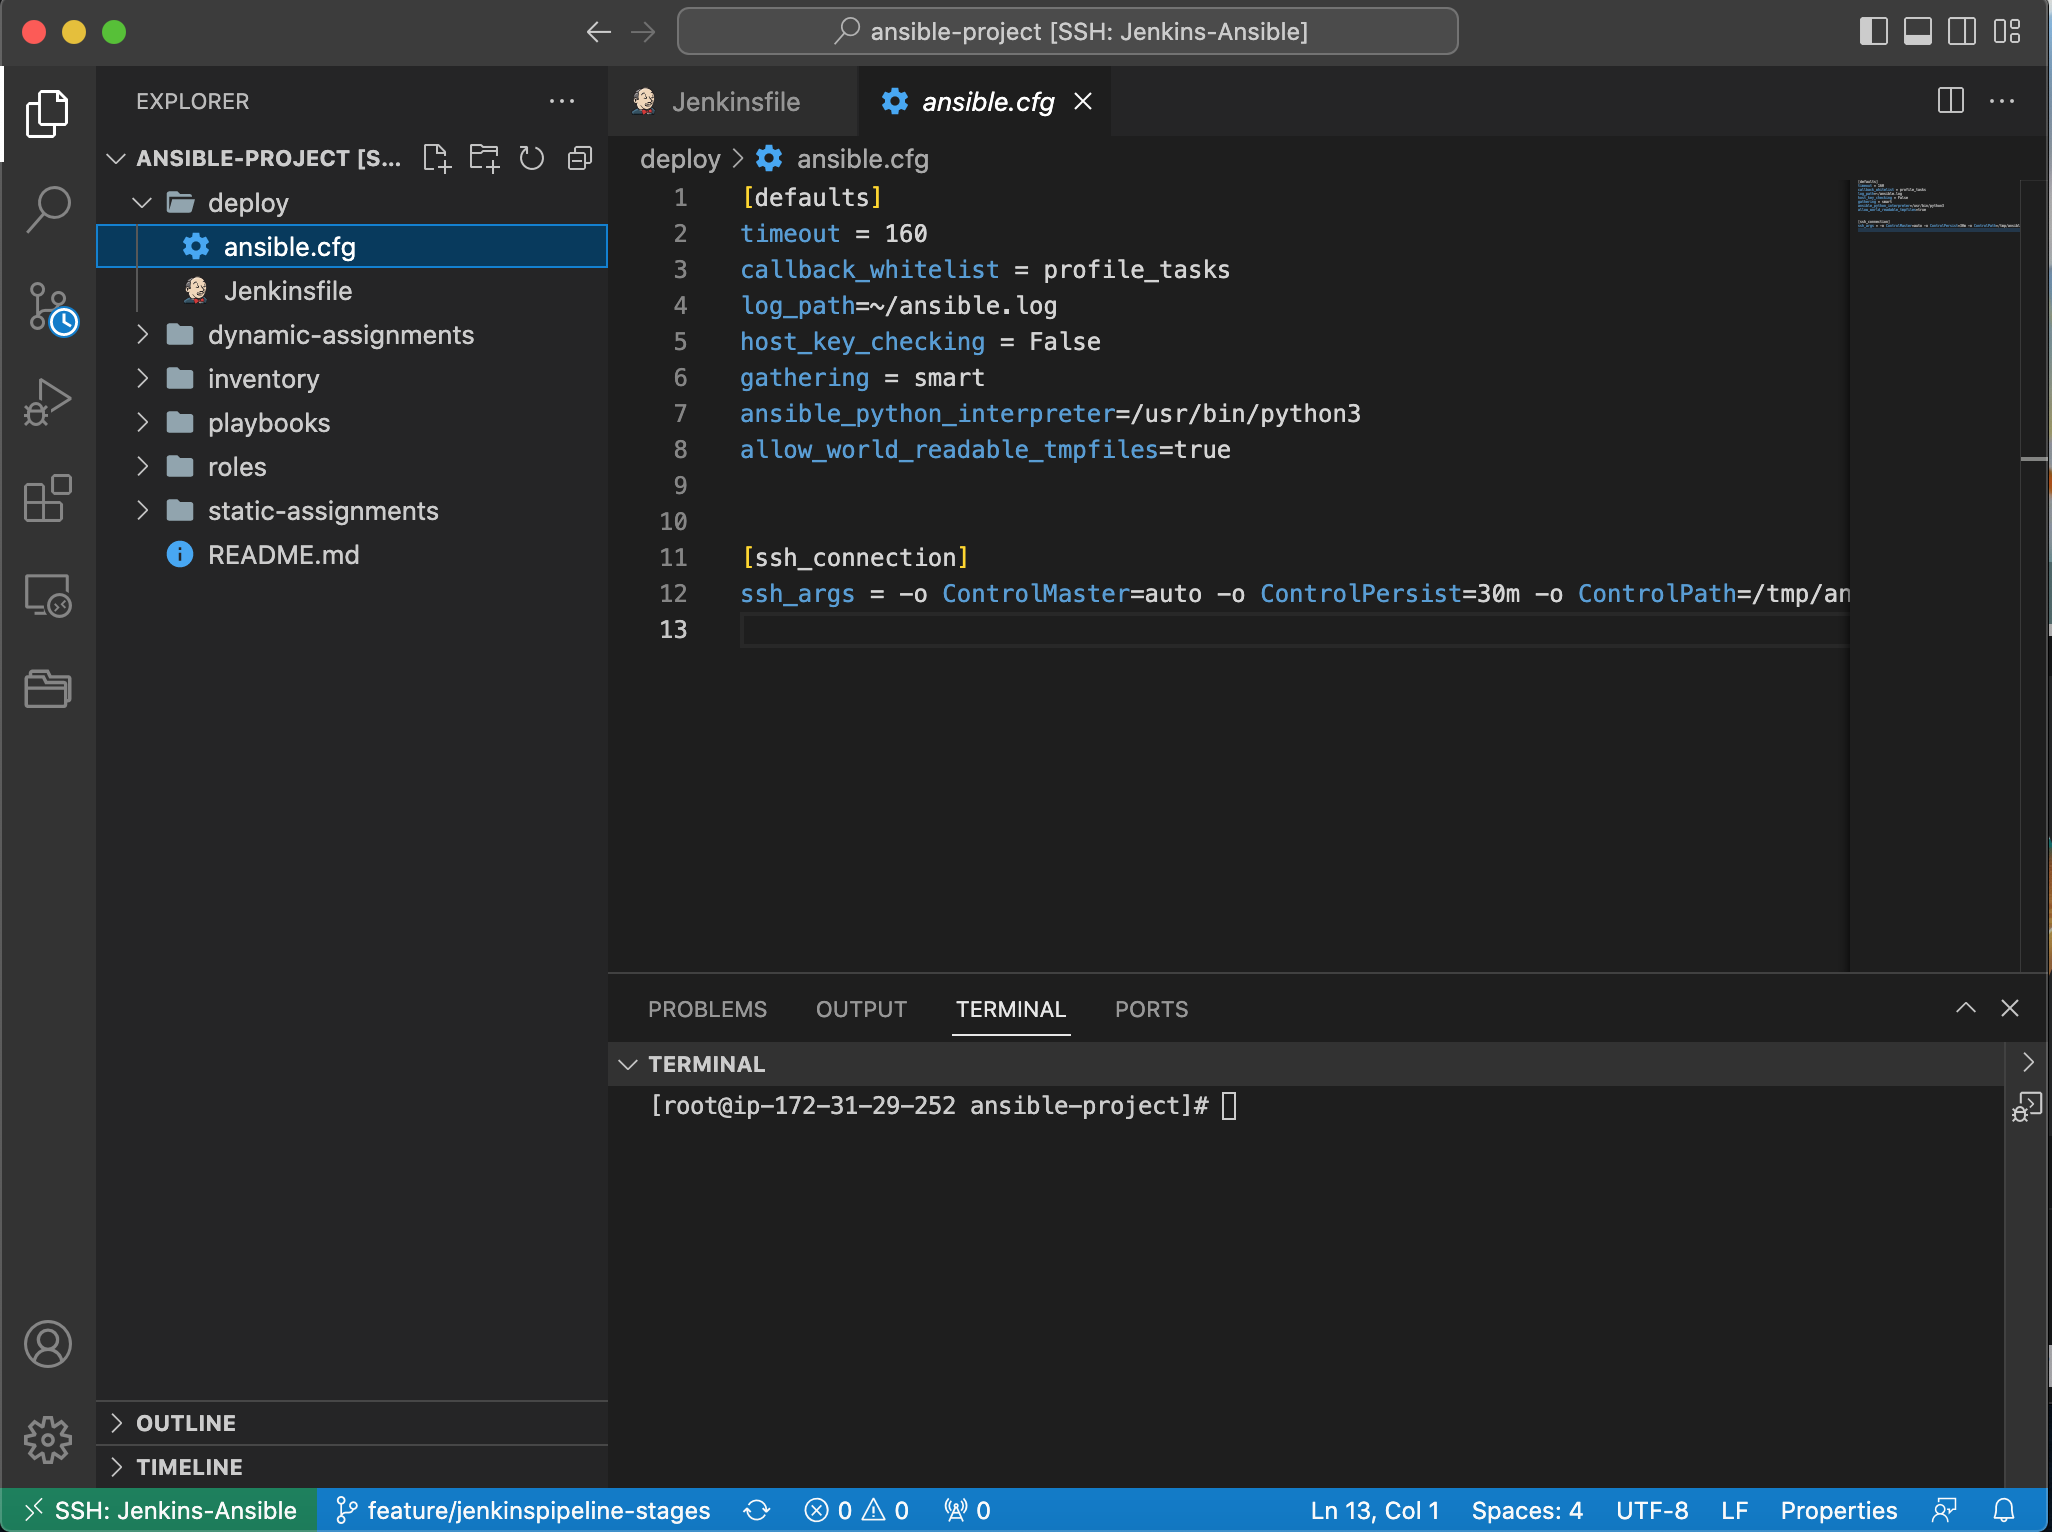 ansible-project [SSH: Jenkins-Ansible]
EXPLORER
ANSIBLE-PROJECT [S...
deploy
ansible.cfg
Jenkinsfile
dynamic-assignments
inventory
playbooks
roles
static-assignments
README.md
OUTLINE
TIMELINE
Jenkinsfile
ansible.cfg
deploy > ansible.cfg
1 [defaults]
2 timeout = 160
3 callback_whitelist = profile_tasks
4 log_path=~/ansible.log
5 host_key_checking = False
6 gathering = smart
7 ansible_python_interpreter=/usr/bin/python3
8 allow_world_readable_tmpfiles=true
9
10
11 [ssh_connection]
12 ssh_args = -o ControlMaster=auto -o ControlPersist=30m -o ControlPath=/tmp/an
13
PROBLEMS OUTPUT TERMINAL PORTS
TERMINAL
[root@ip-172-31-29-252 ansible-project]#
SSH: Jenkins-Ansible feature/jenkinspipeline-stages 0 0 0 Ln 13, Col 1 Spaces: 4 UTF-8 LF Properties